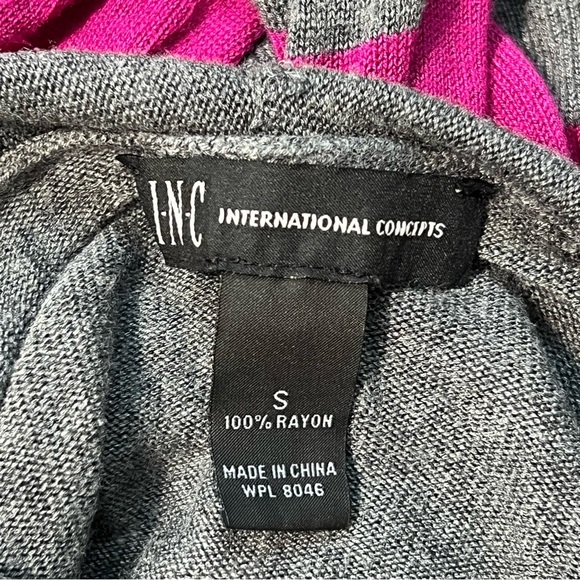 I·N·C INTERNATIONAL CONCEPTS
S
100% RAYON
MADE IN CHINA
WPL 8046